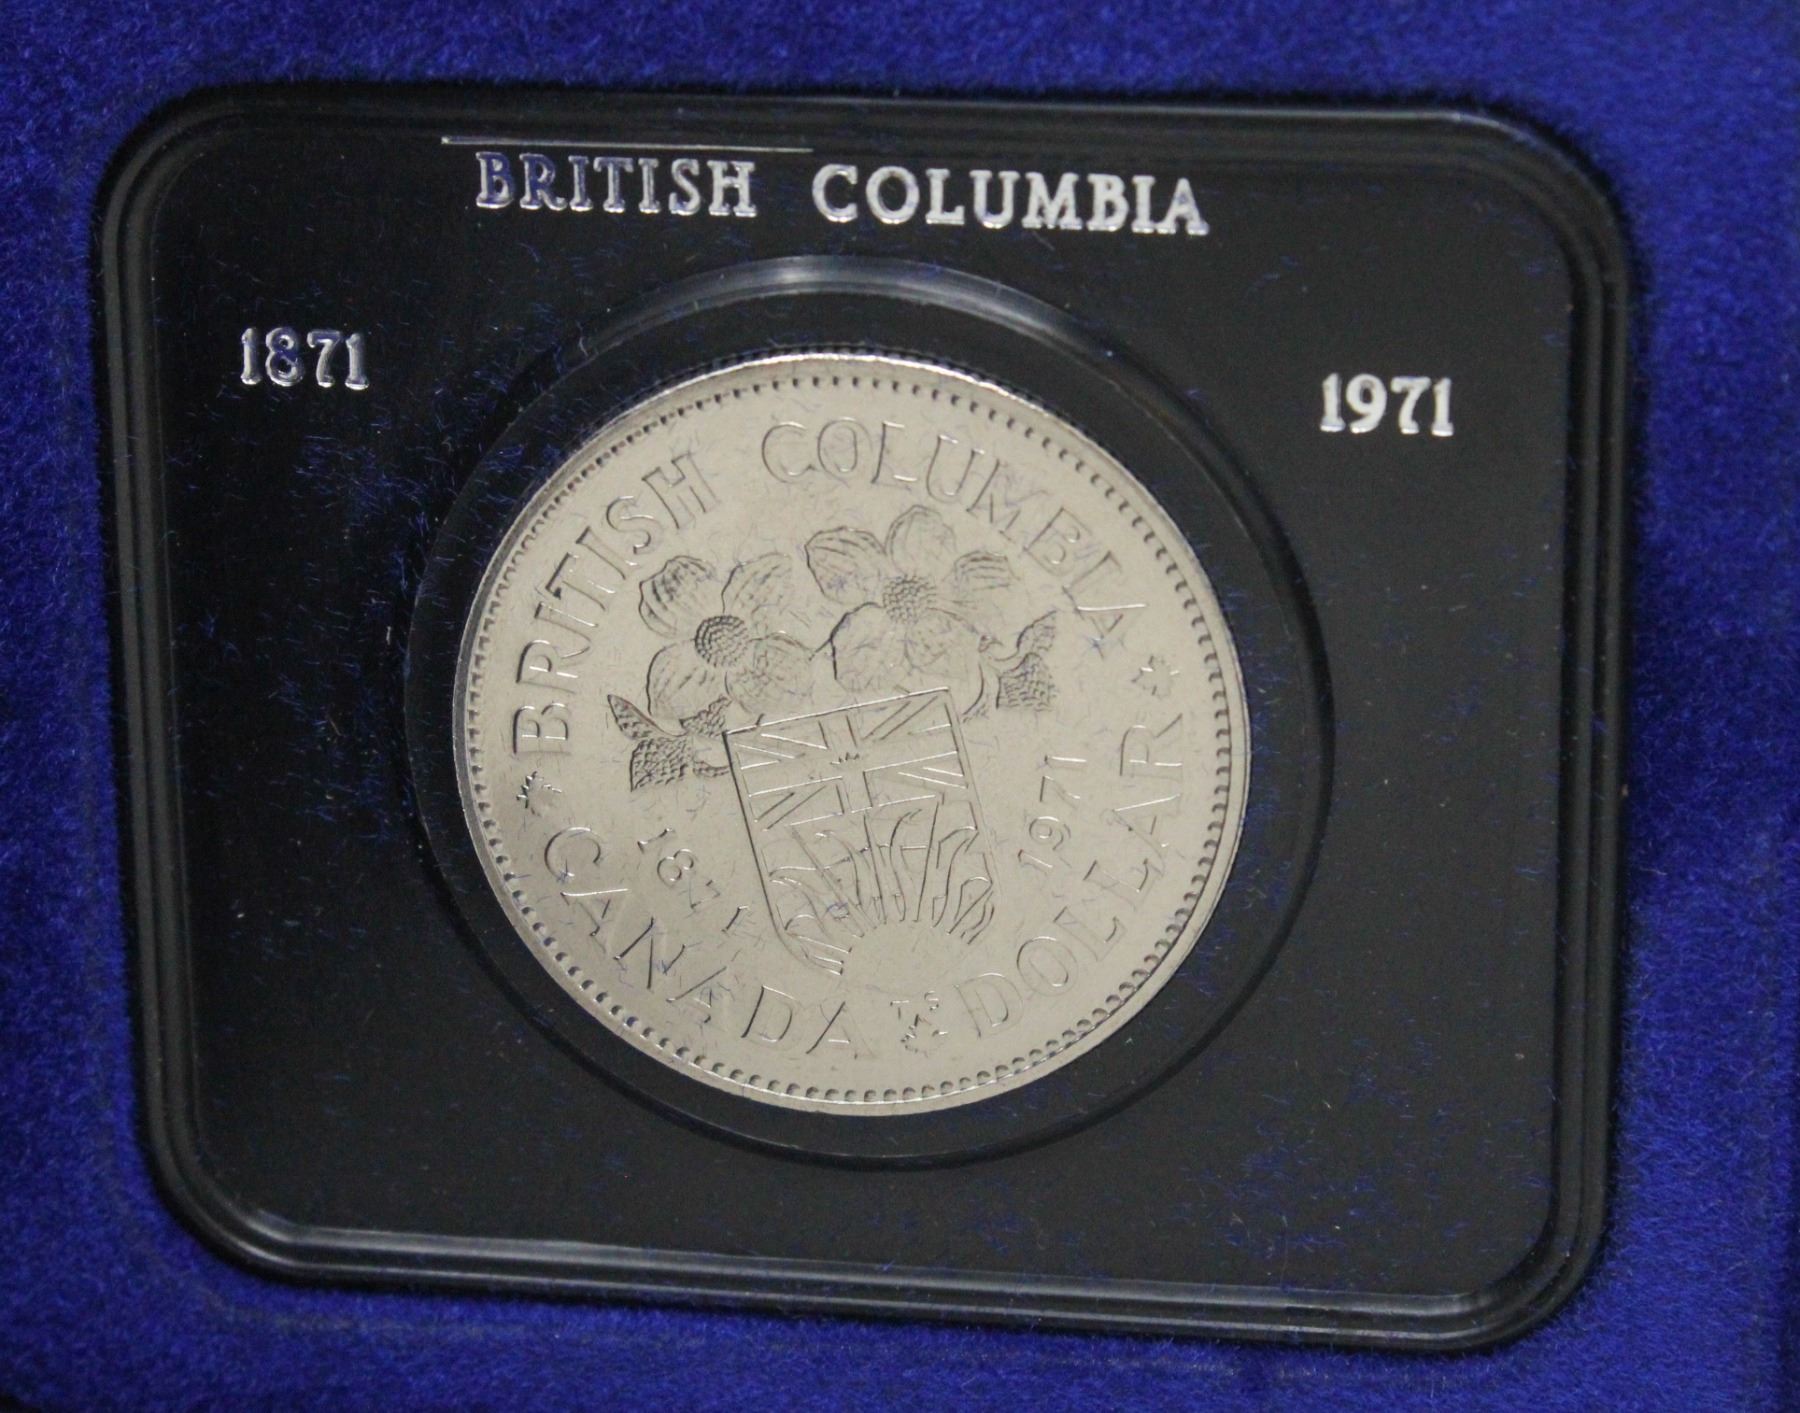 BRITISH COLUMBIA
1871
1971
BRITISH COLUMBIA
1871
1971
CANADA
DOLLAR